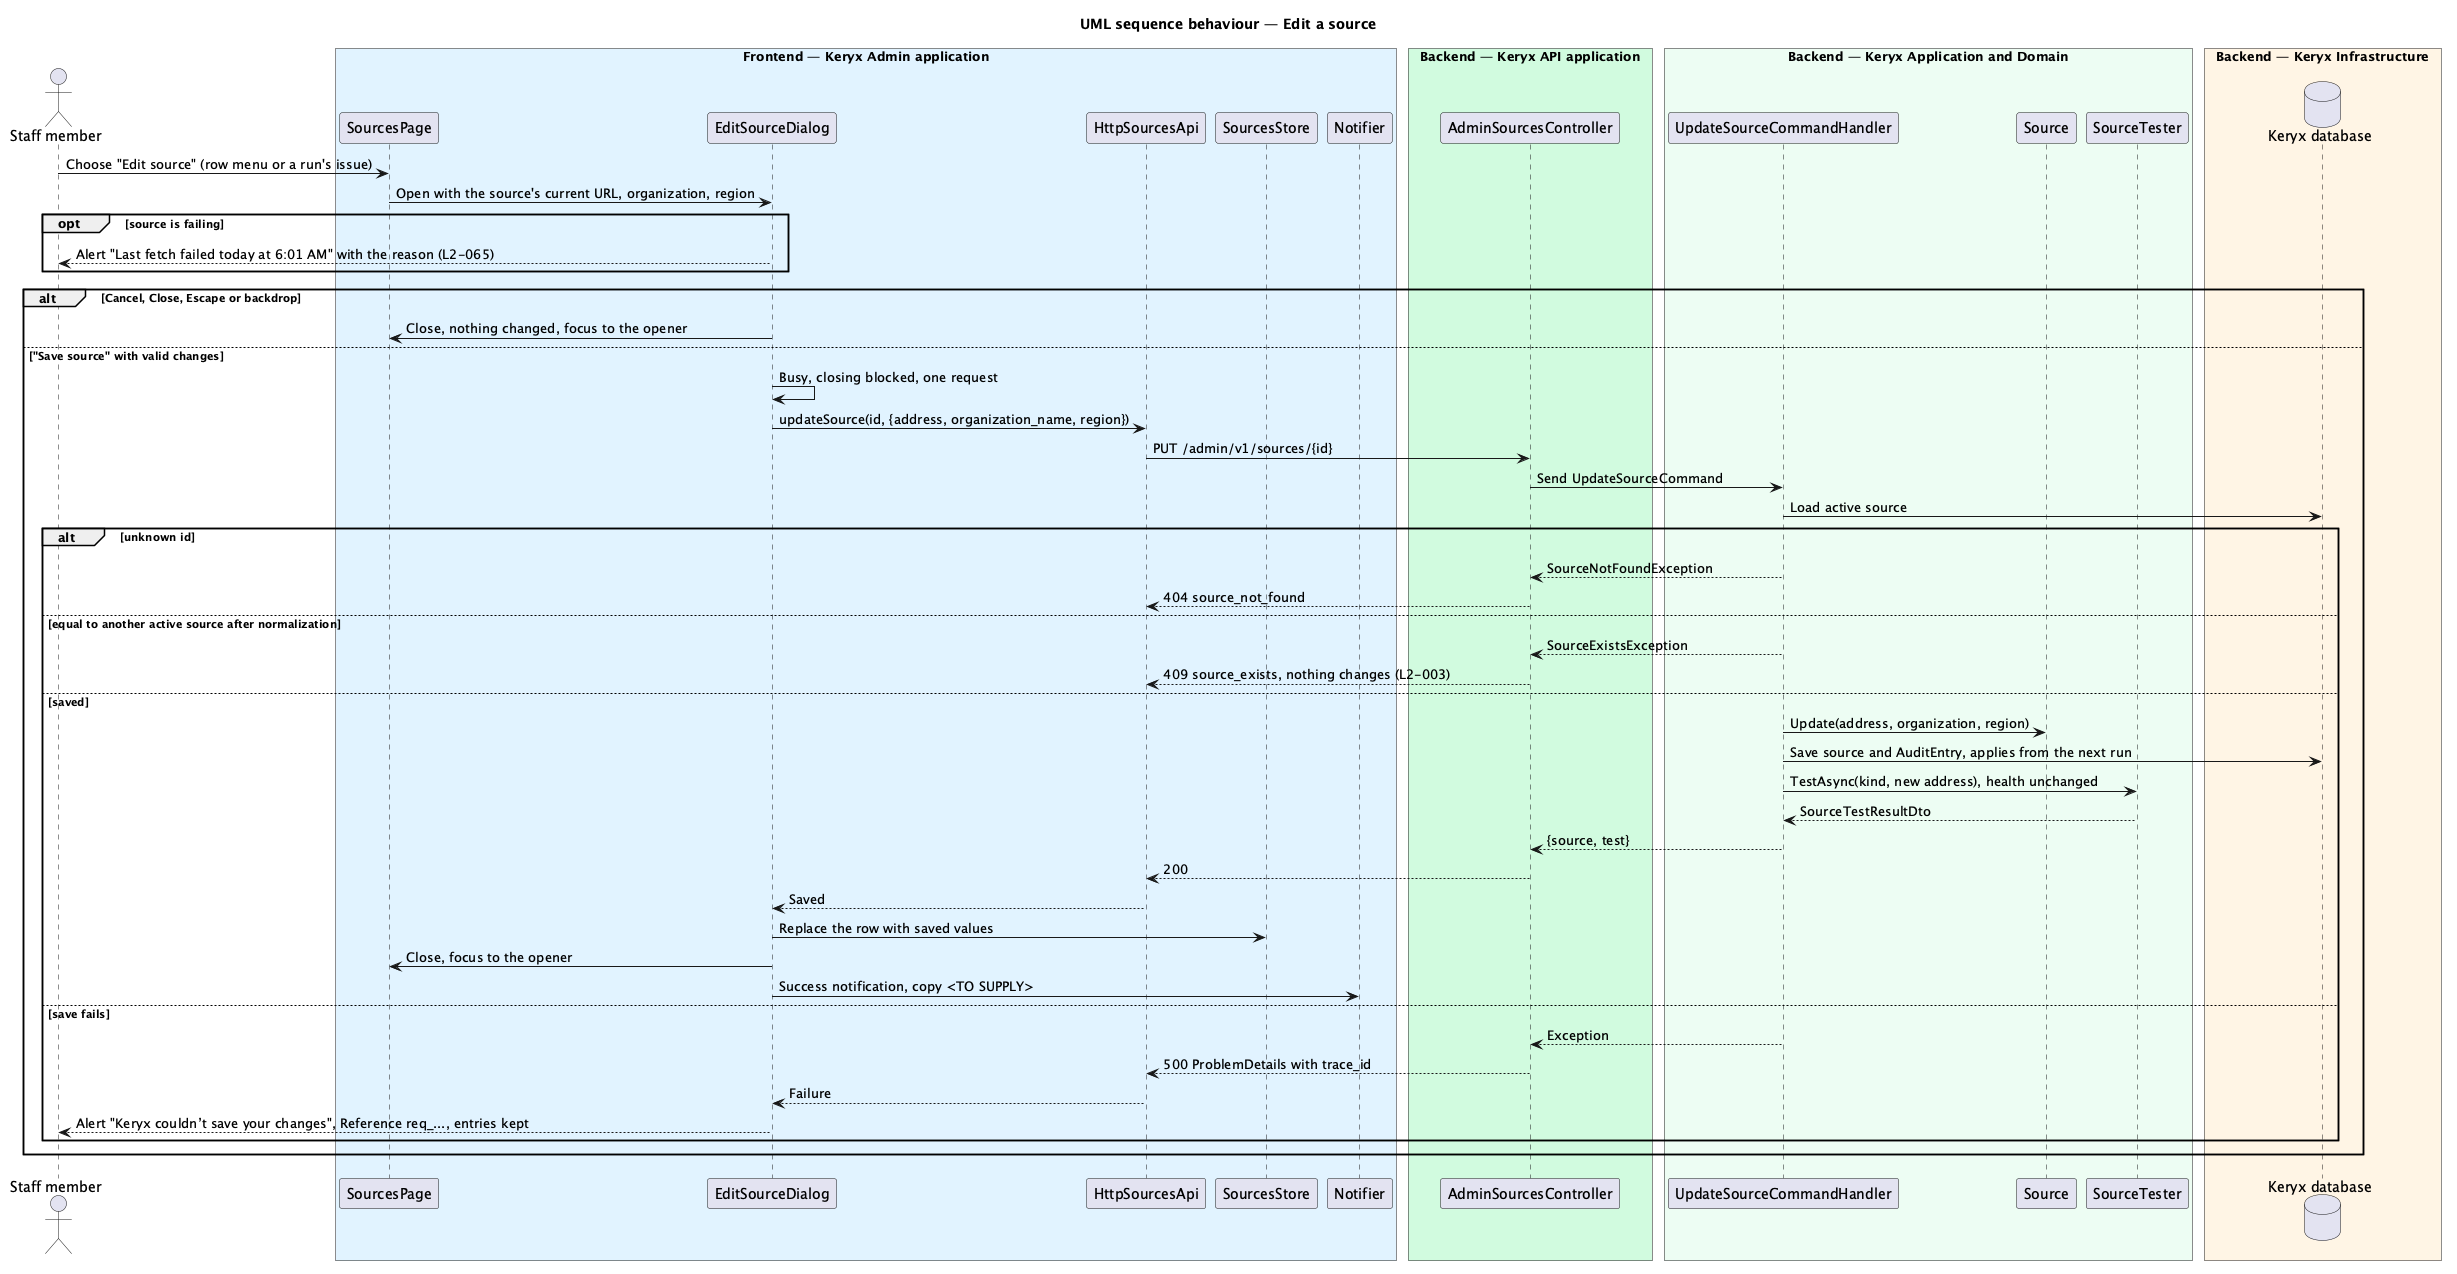 UML sequence behaviour — Edit a source
Frontend — Keryx Admin application
Backend — Keryx API application
Backend — Keryx Application and Domain
Backend — Keryx Infrastructure
Staff member
SourcesPage
EditSourceDialog
HttpSourcesApi
SourcesStore
Notifier
AdminSourcesController
UpdateSourceCommandHandler
Source
SourceTester
Keryx database
Choose "Edit source" (row menu or a run's issue)
Open with the source's current URL, organization, region
opt [source is failing]
Alert "Last fetch failed today at 6:01 AM" with the reason (L2-065)
alt [Cancel, Close, Escape or backdrop]
Close, nothing changed, focus to the opener
["Save source" with valid changes]
Busy, closing blocked, one request
updateSource(id, {address, organization_name, region})
PUT /admin/v1/sources/{id}
Send UpdateSourceCommand
Load active source
alt [unknown id]
SourceNotFoundException
404 source_not_found
[equal to another active source after normalization]
SourceExistsException
409 source_exists, nothing changes (L2-003)
[saved]
Update(address, organization, region)
Save source and AuditEntry, applies from the next run
TestAsync(kind, new address), health unchanged
SourceTestResultDto
{source, test}
200
Saved
Replace the row with saved values
Close, focus to the opener
Success notification, copy <TO SUPPLY>
[save fails]
Exception
500 ProblemDetails with trace_id
Failure
Alert "Keryx couldn’t save your changes", Reference req_..., entries kept
Staff member
SourcesPage
EditSourceDialog
HttpSourcesApi
SourcesStore
Notifier
AdminSourcesController
UpdateSourceCommandHandler
Source
SourceTester
Keryx database